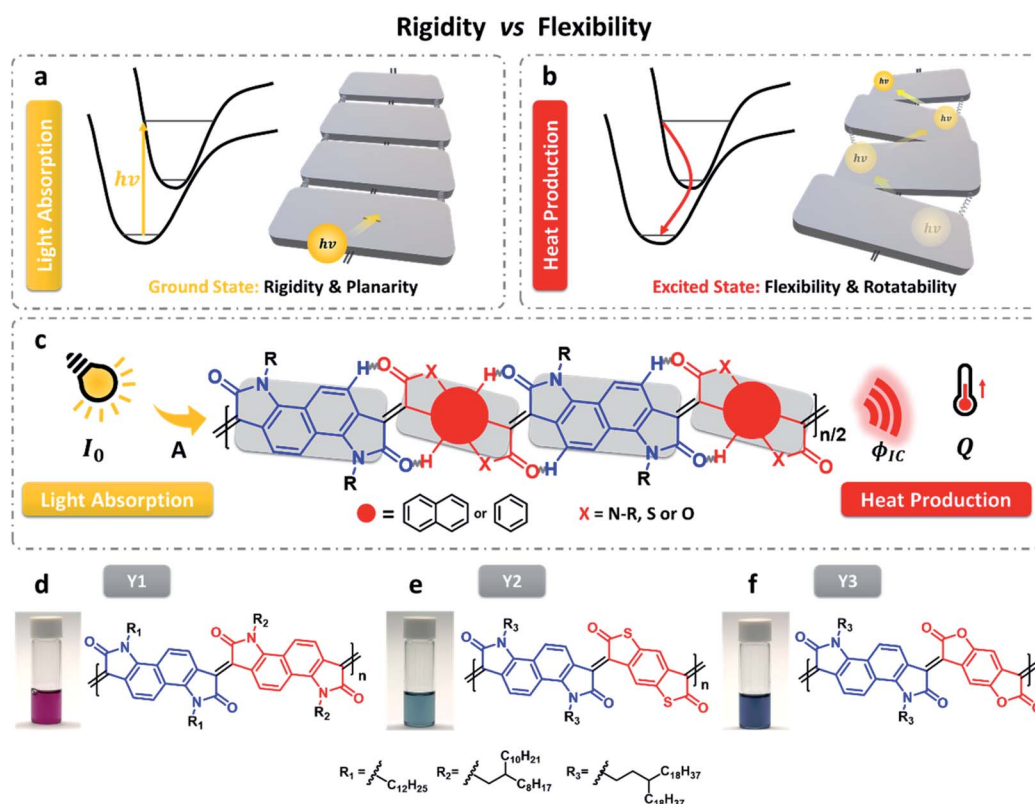 Rigidity vs Flexibility
a
Light Absorption
hν
hν
Ground State: Rigidity & Planarity
b
Heat Production
hν
hν
hν
hν
Excited State: Flexibility & Rotatability
c
I₀
A
Light Absorption
R
O
N
H
O
X
H
O
R
O
N
H
O
X
H
O
N
R
O
H
X
O
H
O
N
R
O
H
X
O
H
n/2
= or
X = N-R, S or O
ϕIC
Q
Heat Production
d
Y1
R₁
O
N
R₂
O
N
N
R₁
O
N
R₂
O
n
e
Y2
R₃
O
N
O
S
N
R₃
O
S
O
n
f
Y3
R₃
O
N
O
O
N
R₃
O
O
O
n
R₁ =
C₁₂H₂₅
R₂=
C₁₀H₂₁
C₈H₁₇
R₃=
C₁₈H₃₇
C₁₈H₃₇